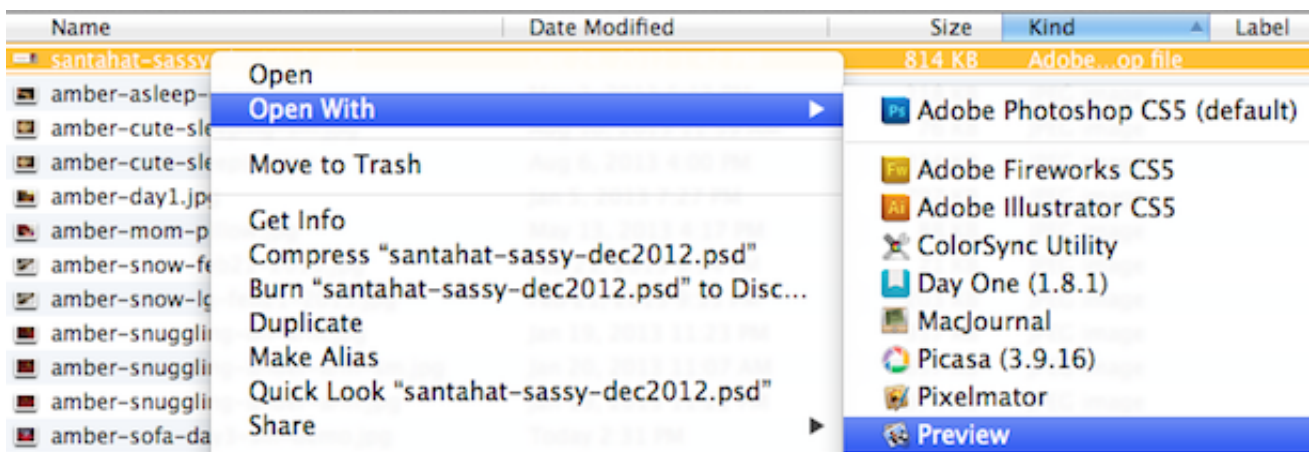 Name Date Modified Size Kind Label
santahat-sassy 814 KB Adobe...op file
Open
Open With
Move to Trash
Get Info
Compress “santahat-sassy-dec2012.psd”
Burn “santahat-sassy-dec2012.psd” to Disc...
Duplicate
Make Alias
Quick Look “santahat-sassy-dec2012.psd”
Share
Adobe Photoshop CS5 (default)
Adobe Fireworks CS5
Adobe Illustrator CS5
ColorSync Utility
Day One (1.8.1)
MacJournal
Picasa (3.9.16)
Pixelmator
Preview
amber-asleep-
amber-cute-sle
amber-cute-sle
amber-day1.jpg
amber-mom-p
amber-snow-fe
amber-snow-lg
amber-snuggli
amber-snuggli
amber-snuggli
amber-sofa-da